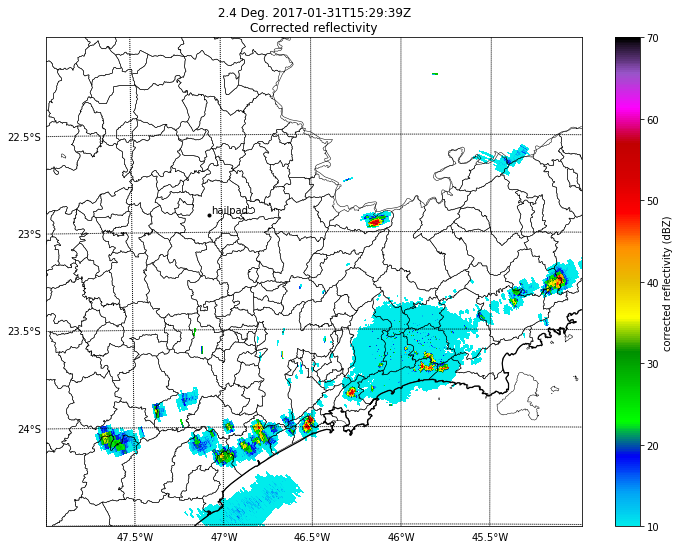 2.4 Deg. 2017-01-31T15:29:39Z
Corrected reflectivity
70
60
50
40
30
20
10
corrected reflectivity (dBZ)
22.5°S
23°S
23.5°S
24°S
hailpad
47.5°W
47°W
46.5°W
46°W
45.5°W